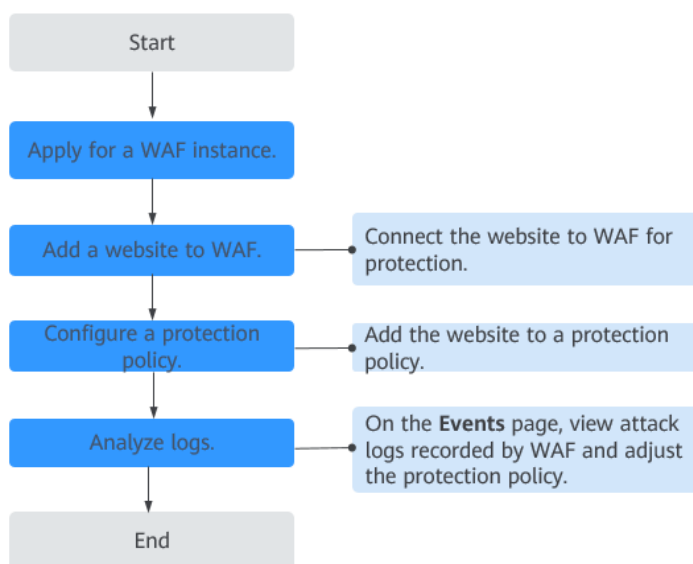 Start
Apply for a WAF instance.
Add a website to WAF.
Connect the website to WAF for
protection.
Configure a protection
policy.
Add the website to a protection
policy.
Analyze logs.
On the Events page, view attack
logs recorded by WAF and adjust
the protection policy.
End